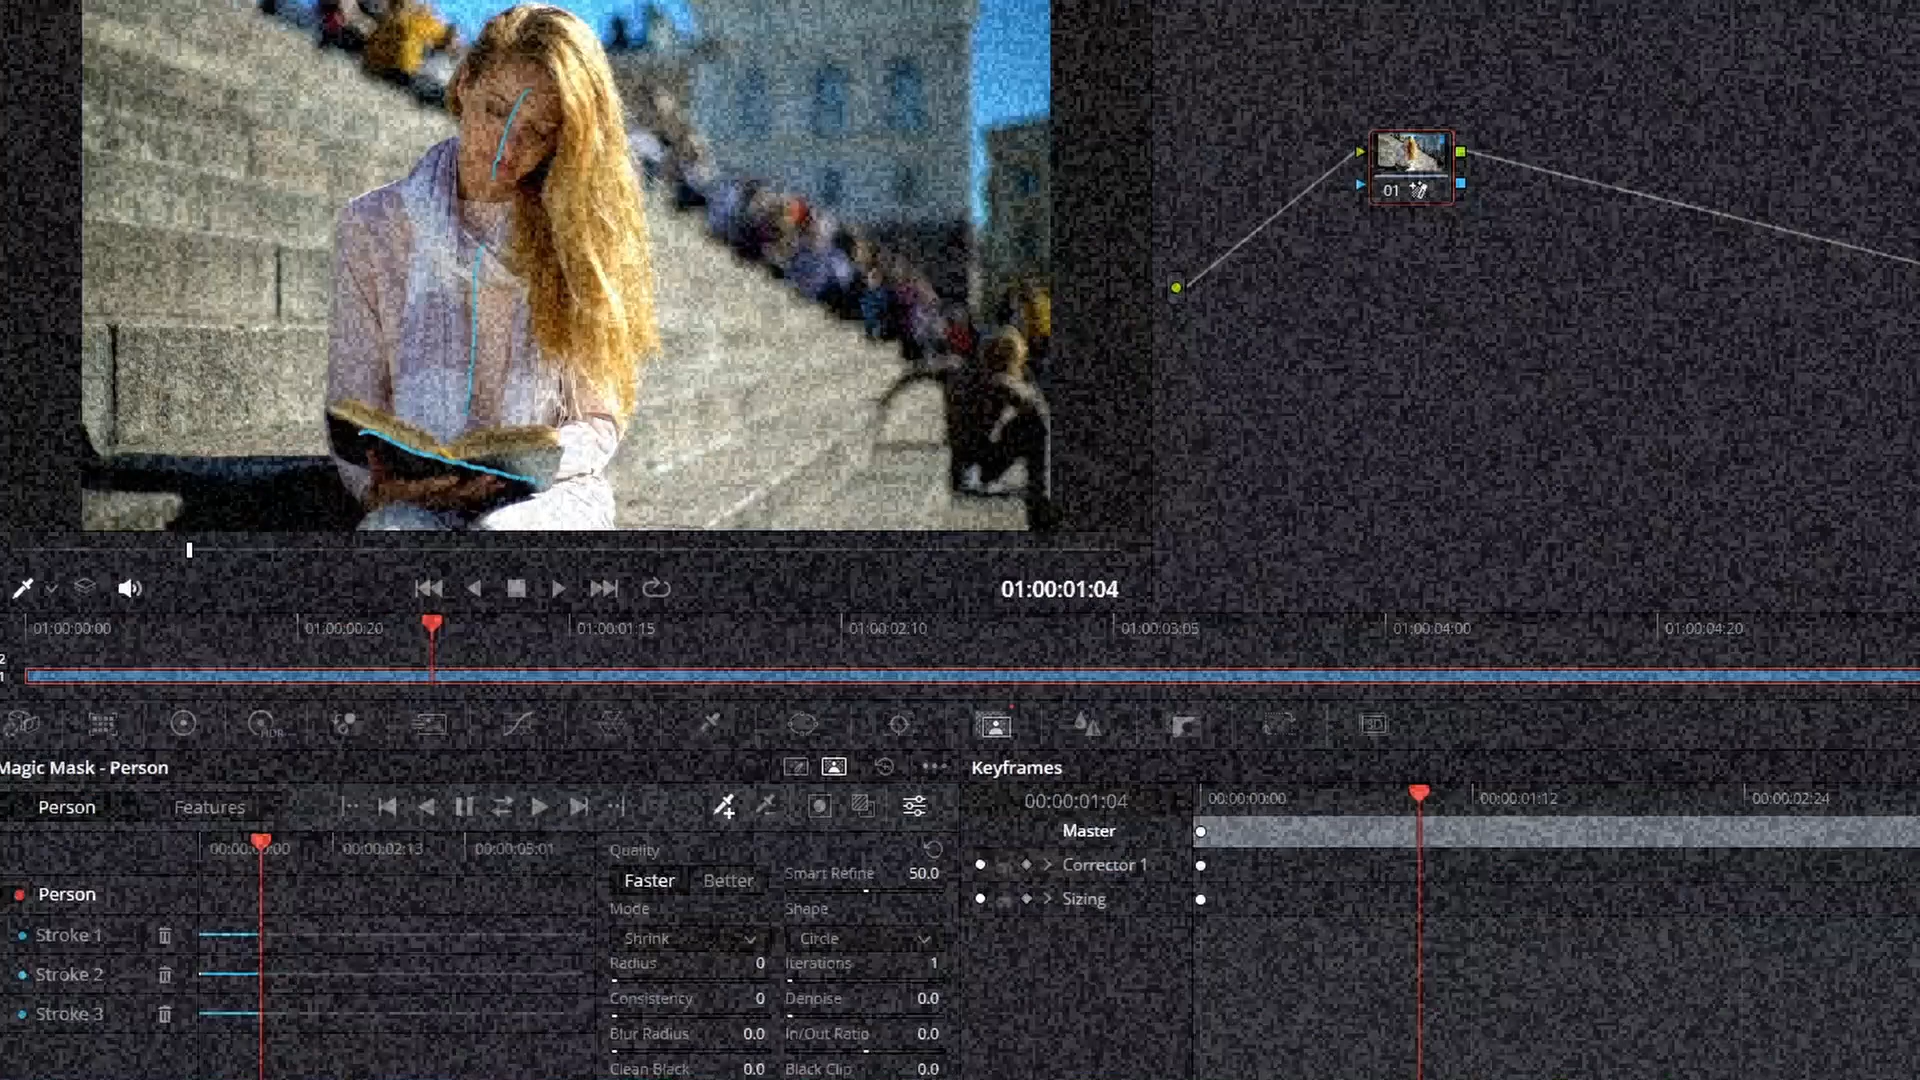 01
01:00:01:04
01:00:00:00 01:00:00:20 01:00:01:15 01:00:02:10 01:00:03:05 01:00:04:00 01:00:04:20
2
1
HDR
3D
Magic Mask - Person
Keyframes
Person Features
00:00:01:04
00:00:00:00 00:00:01:12 00:00:02:24
Master
00:00:02:13 00:00:05:01
Quality
Faster Better
Smart Refine 50.0
Corrector 1
Person
Mode Shape
Sizing
Stroke 1
Shrink Circle
Radius 0 Iterations 1
Stroke 2
Consistency 0 Denoise 0.0
Stroke 3
Blur Radius 0.0 In/Out Ratio 0.0
Clean Black 0.0 Black Clip 0.0